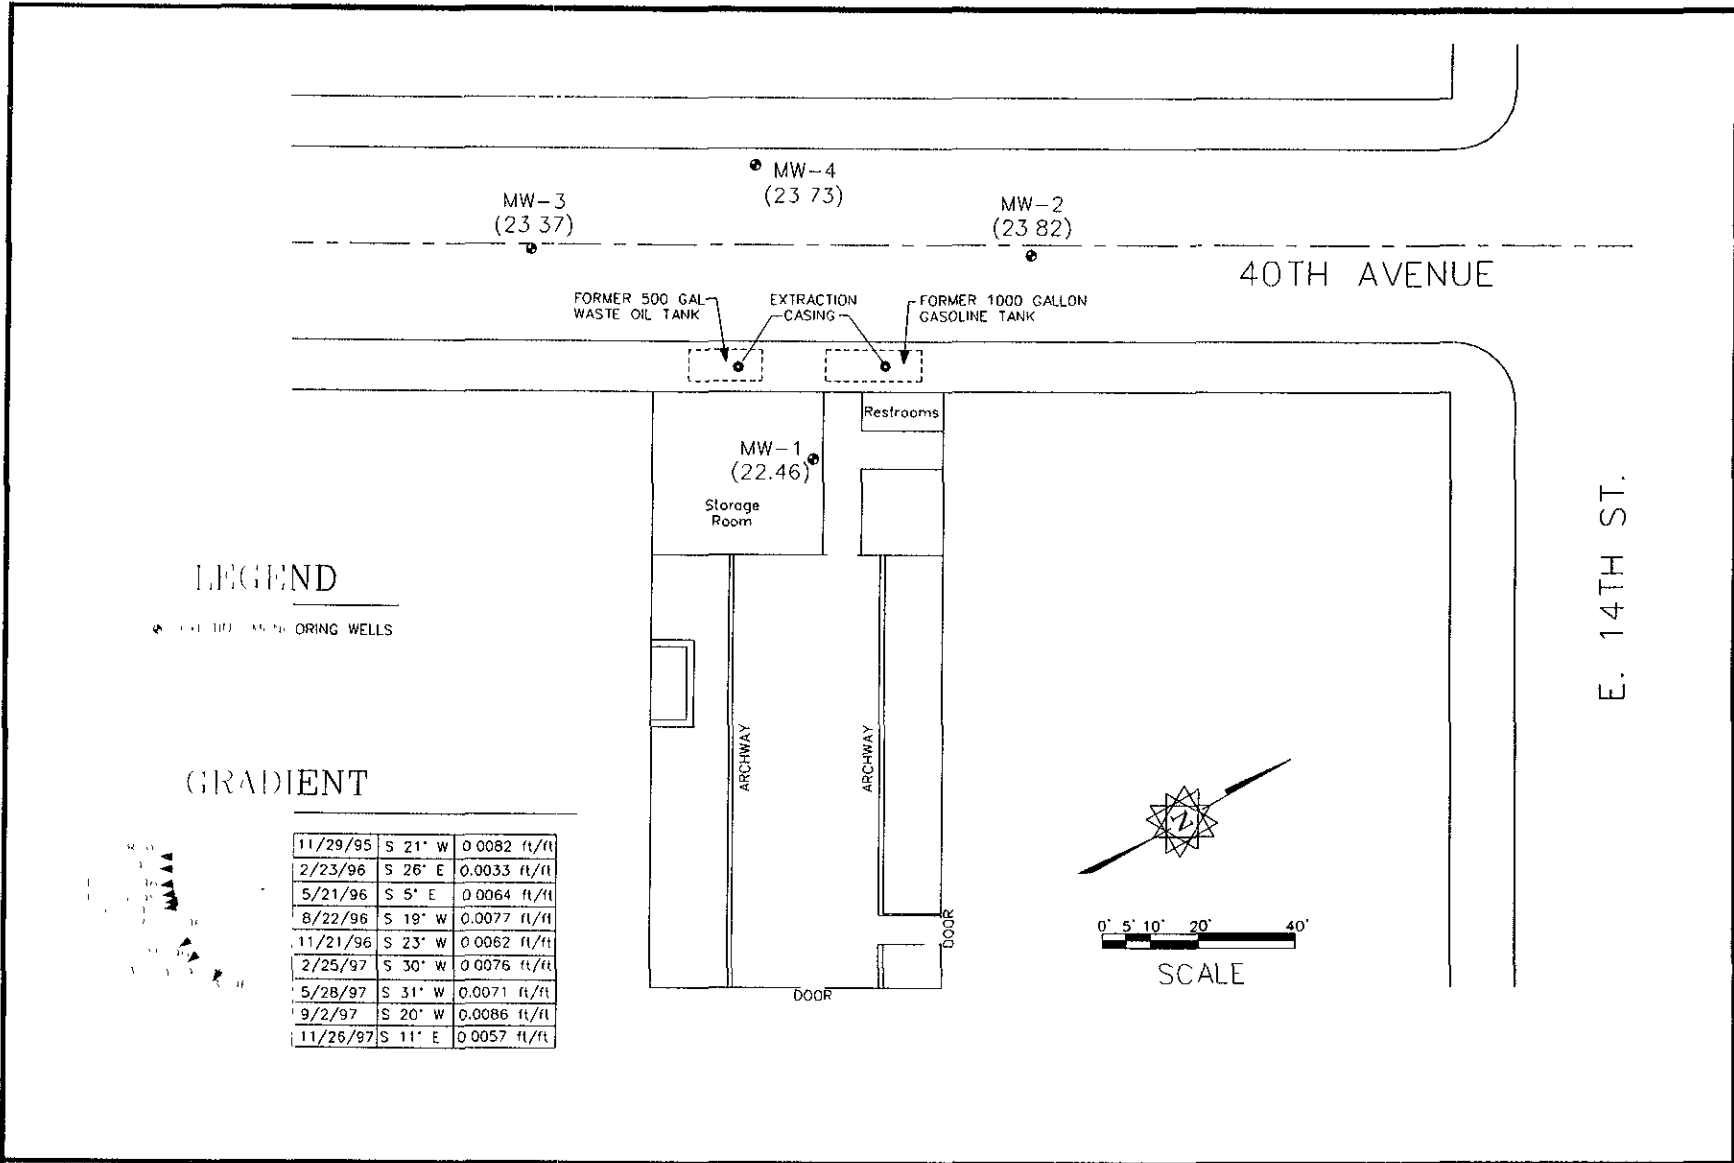 MW-4
(23 73)
MW-3
(23 37)
MW-2
(23 82)
40TH AVENUE
FORMER 500 GAL
WASTE OIL TANK
EXTRACTION
CASING
FORMER 1000 GALLON
GASOLINE TANK
Restrooms
MW-1
(22.46)
Storage
Room
E. 14TH ST.
LEGEND
ORING WELLS
ARCHWAY
ARCHWAY
GRADIENT
11/29/95 S 21° W 0 0082 ft/ft
2/23/96 S 26° E 0.0033 ft/ft
5/21/96 S 5° E 0 0064 ft/ft
8/22/96 S 19° W 0.0077 ft/ft
11/21/96 S 23° W 0 0062 ft/ft
2/25/97 S 30° W 0 0076 ft/ft
5/28/97 S 31° W 0.0071 ft/ft
9/2/97 S 20° W 0.0086 ft/ft
11/26/97 S 11° E 0 0057 ft/ft
DOOR
DOOR
N
0' 5' 10' 20' 40'
SCALE